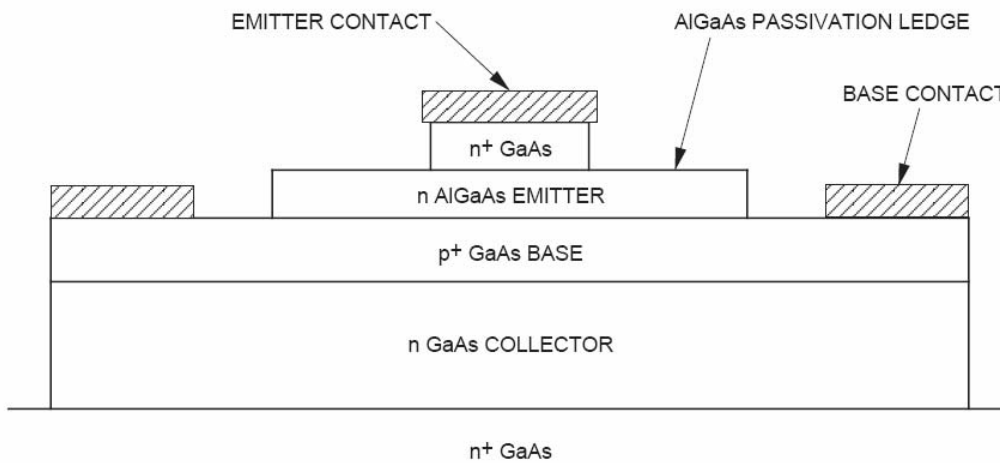 EMITTER CONTACT
AlGaAs PASSIVATION LEDGE
BASE CONTACT
n+ GaAs
n AlGaAs EMITTER
p+ GaAs BASE
n GaAs COLLECTOR
n+ GaAs